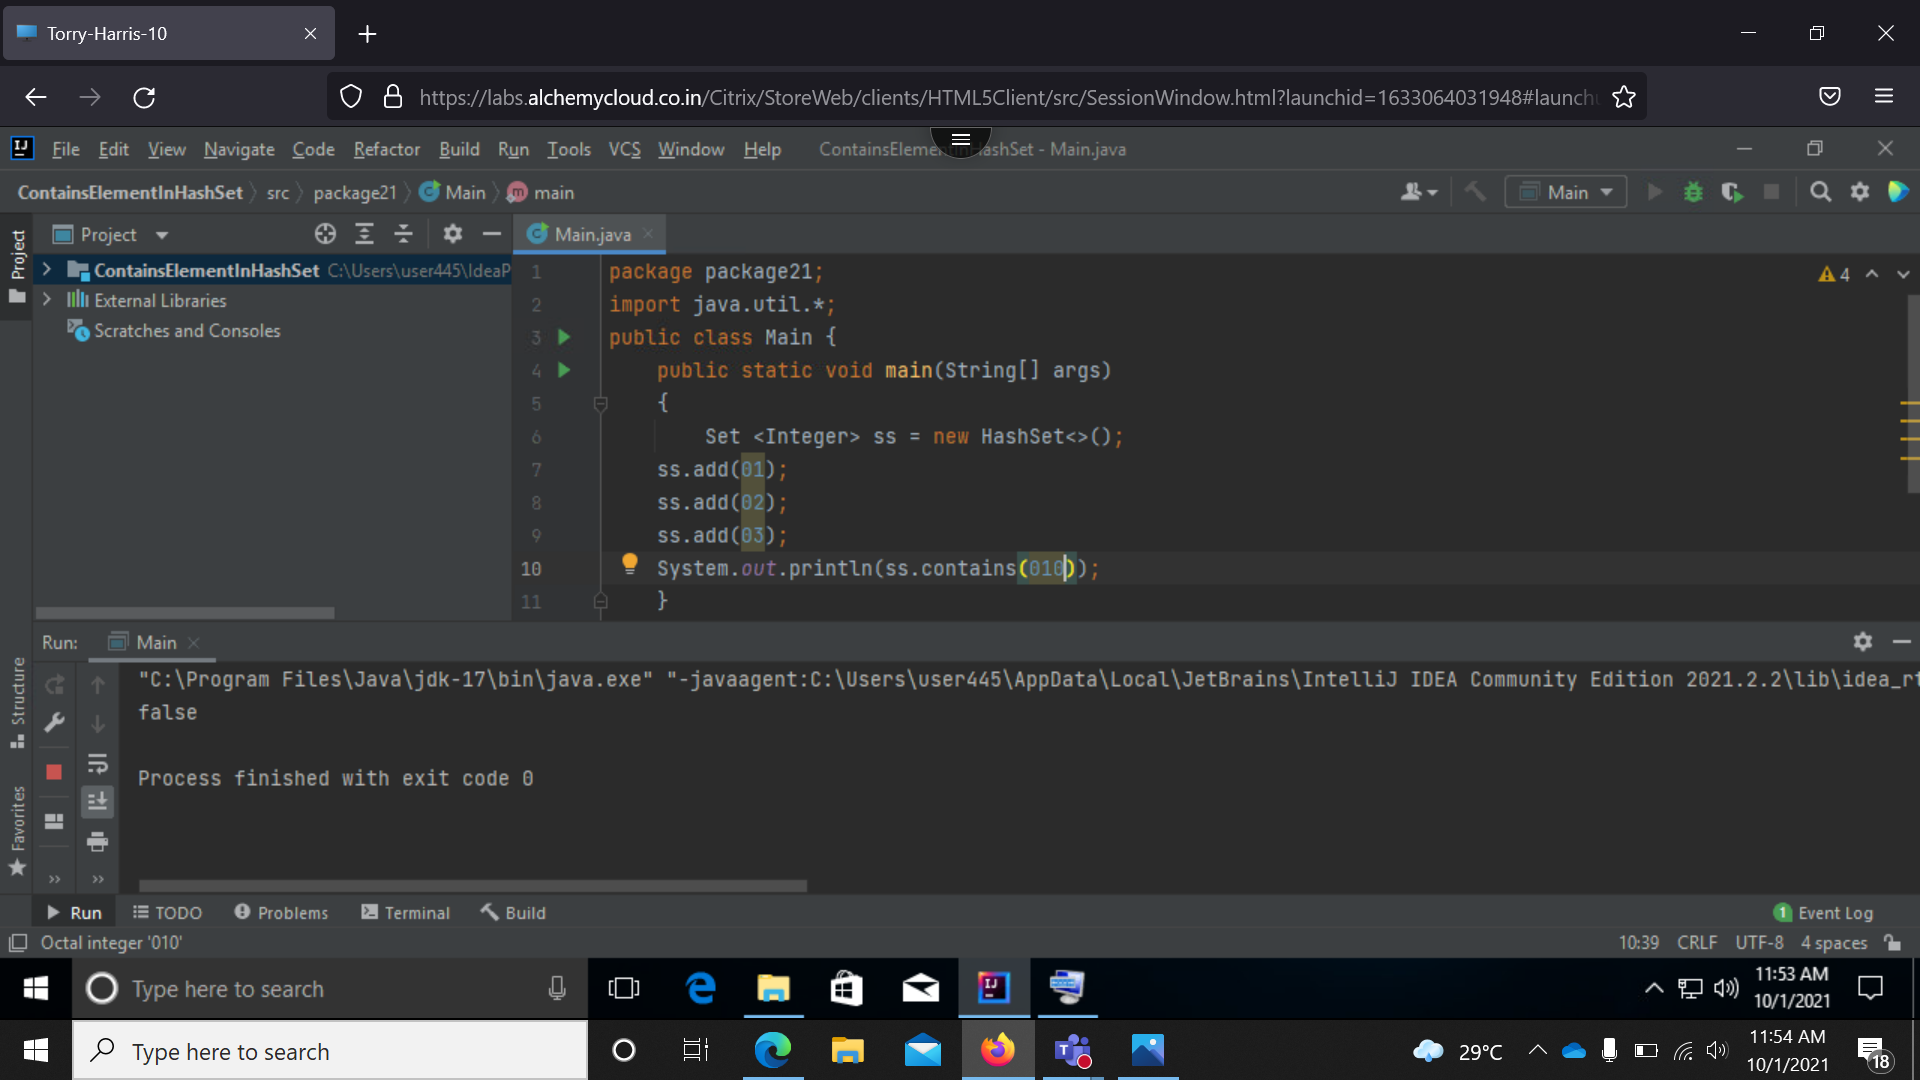 Torry-Harris-10
https://labs.alchemycloud.co.in/Citrix/StoreWeb/clients/HTML5Client/src/SessionWindow.html?launchid=1633064031948#launch
File Edit View Navigate Code Refactor Build Run Tools VCS Window Help ContainsElementInHashSet - Main.java
ContainsElementInHashSet src package21 Main main
Main
Project
Project
Main.java
ContainsElementInHashSet C:\Users\user445\IdeaP
External Libraries
Scratches and Consoles
4
1 package package21;
2 import java.util.*;
3 public class Main {
4 public static void main(String[] args)
5 {
6 Set <Integer> ss = new HashSet<>();
7 ss.add(01);
8 ss.add(02);
9 ss.add(03);
10 System.out.println(ss.contains(010));
11 }
Run: Main
"C:\Program Files\Java\jdk-17\bin\java.exe" "-javaagent:C:\Users\user445\AppData\Local\JetBrains\IntelliJ IDEA Community Edition 2021.2.2\lib\idea_rt
false
Process finished with exit code 0
Structure
Favorites
Run TODO Problems Terminal Build 1 Event Log
Octal integer '010' 10:39 CRLF UTF-8 4 spaces
Type here to search
11:53 AM
10/1/2021
Type here to search
29°C
11:54 AM
10/1/2021
18